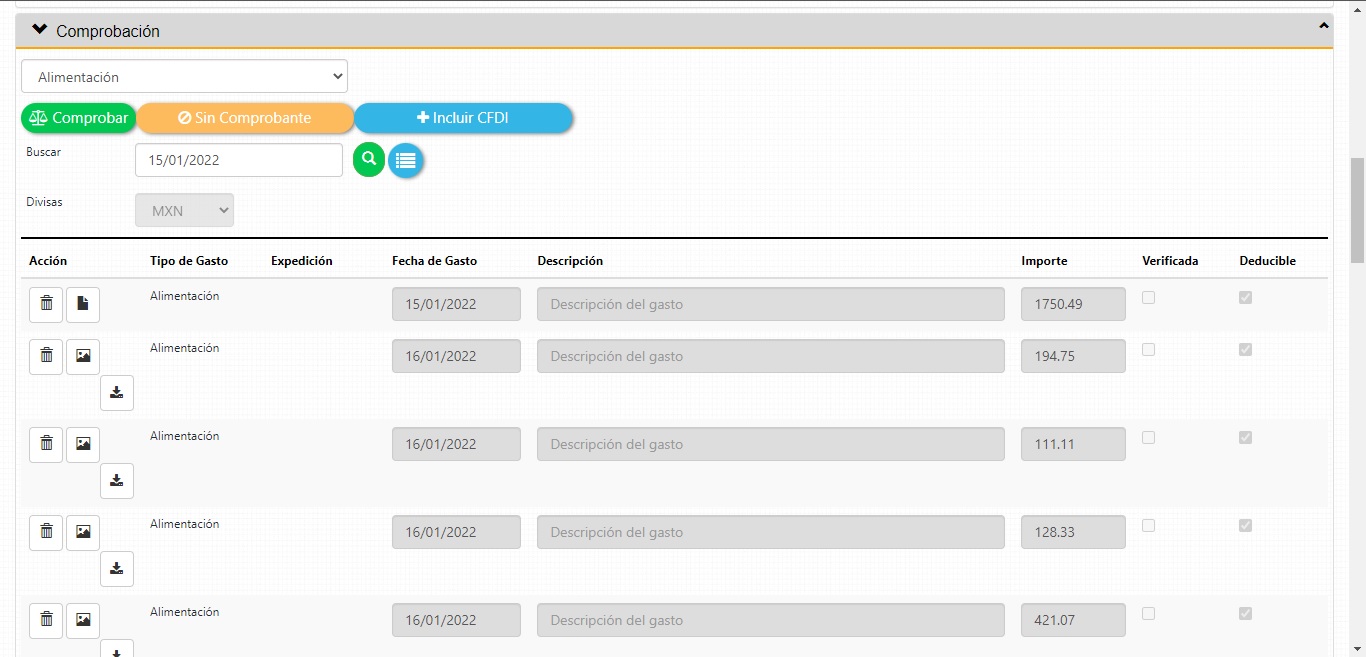 Comprobación
Alimentación
Comprobar Sin Comprobante Incluir CFDI
Buscar 15/01/2022
Divisas MXN
Acción Tipo de Gasto Expedición Fecha de Gasto Descripción Importe Verificada Deducible
Alimentación 15/01/2022 Descripción del gasto 1750.49
Alimentación 16/01/2022 Descripción del gasto 194.75
Alimentación 16/01/2022 Descripción del gasto 111.11
Alimentación 16/01/2022 Descripción del gasto 128.33
Alimentación 16/01/2022 Descripción del gasto 421.07